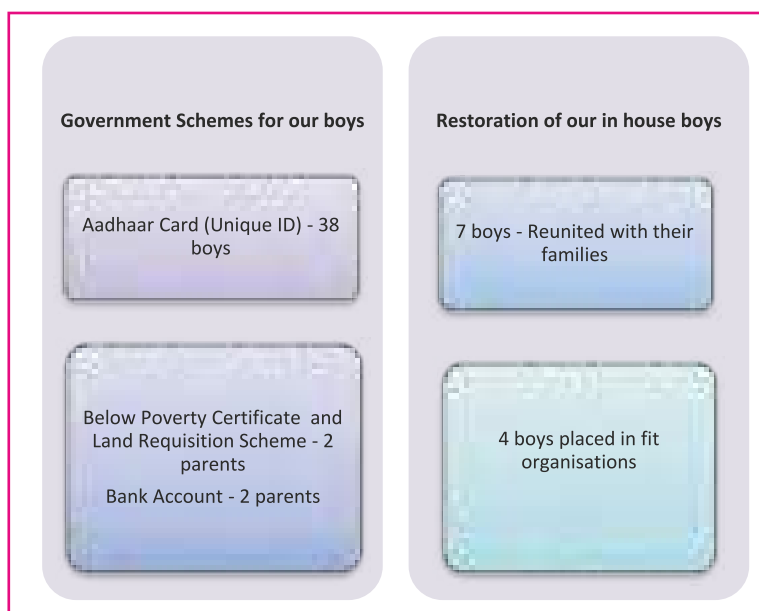 Government Schemes for our boys
Aadhaar Card (Unique ID) - 38
boys
Below Poverty Certificate and
Land Requisition Scheme - 2
parents
Bank Account - 2 parents
Restoration of our in house boys
7 boys - Reunited with their
families
4 boys placed in fit
organisations